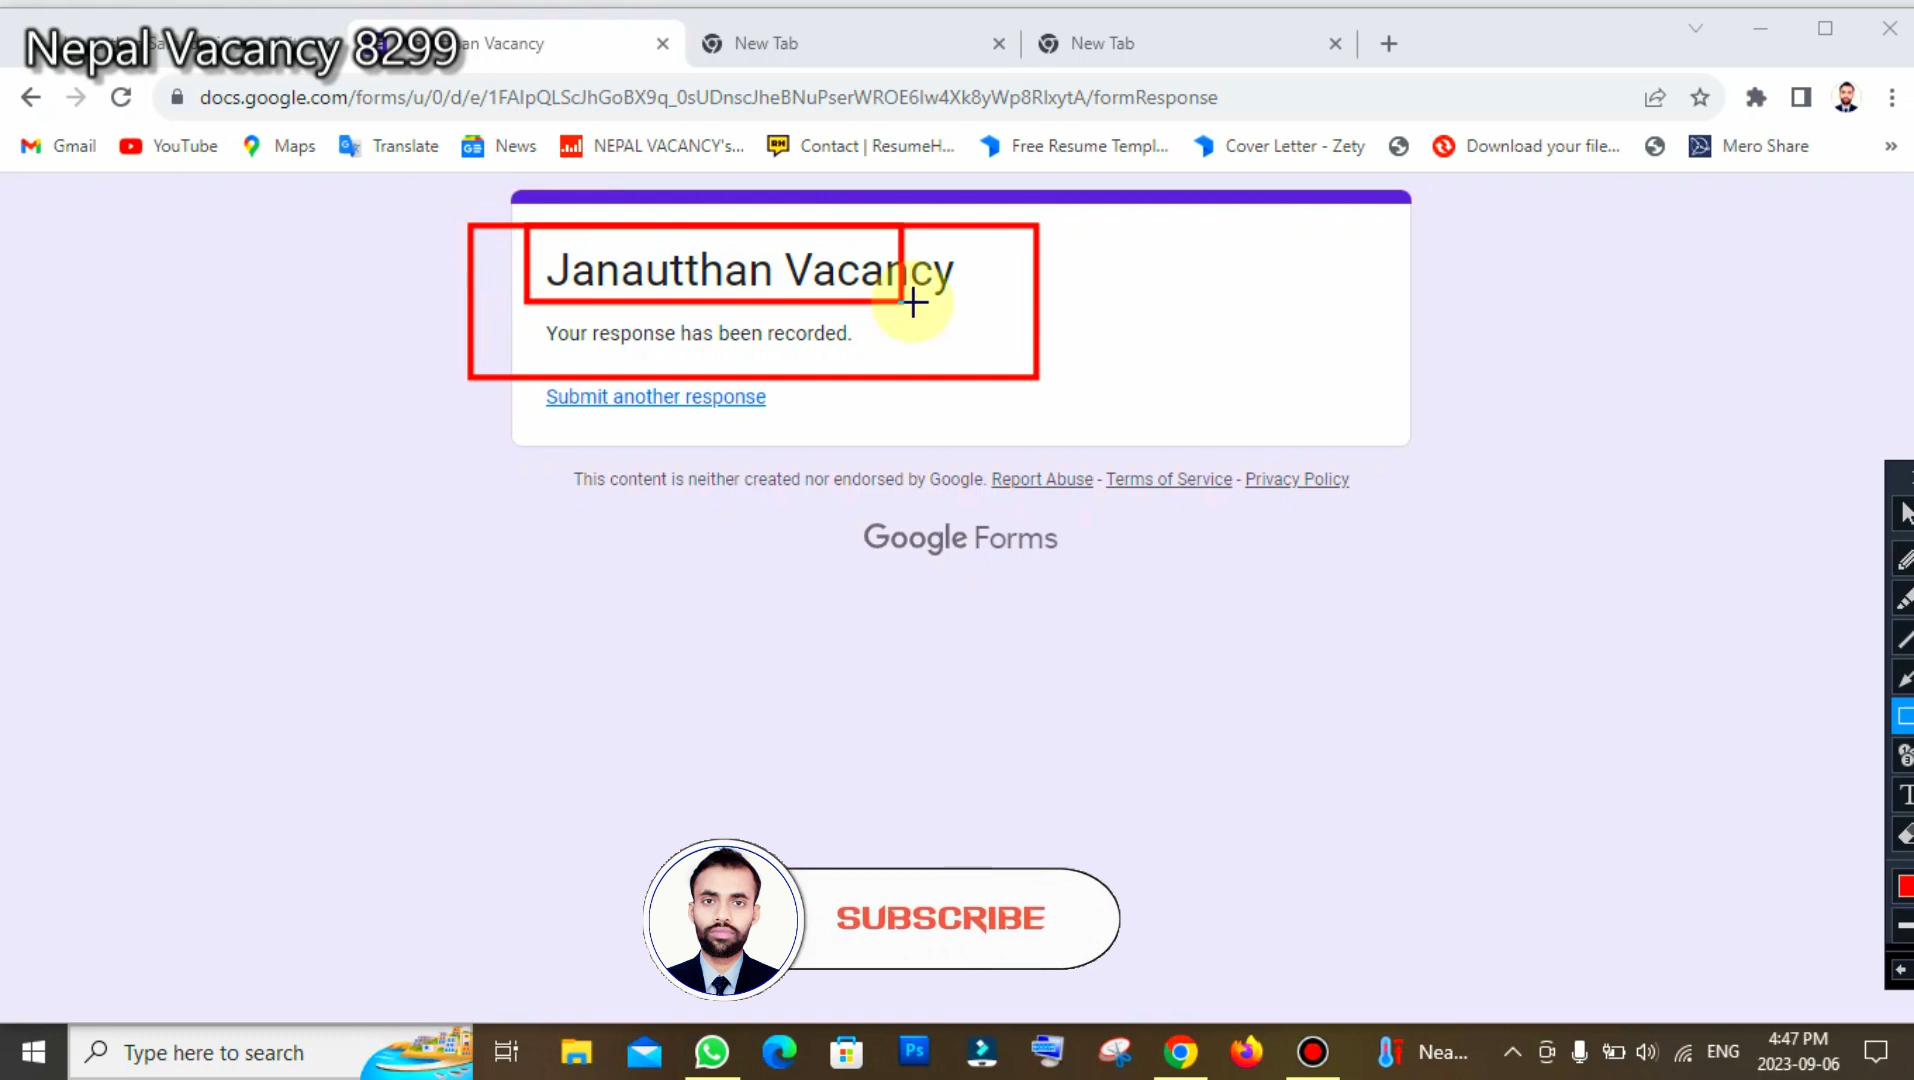 Nepal Vacancy 8299
an Vacancy
New Tab
New Tab
docs.google.com/forms/u/0/d/e/1FAIpQLScJhGoBX9q_0sUDnscJheBNuPserWROE6Iw4Xk8yWp8RIxytA/formResponse
Gmail
YouTube
Maps
Translate
News
NEPAL VACANCY's...
Contact | ResumeH...
Free Resume Templ...
Cover Letter - Zety
Download your file...
Mero Share
»
Janautthan Vacancy
Your response has been recorded.
Submit another response
This content is neither created nor endorsed by Google. Report Abuse - Terms of Service - Privacy Policy
Google Forms
SUBSCRIBE
Type here to search
Ps
Nea...
ENG
4:47 PM
2023-09-06